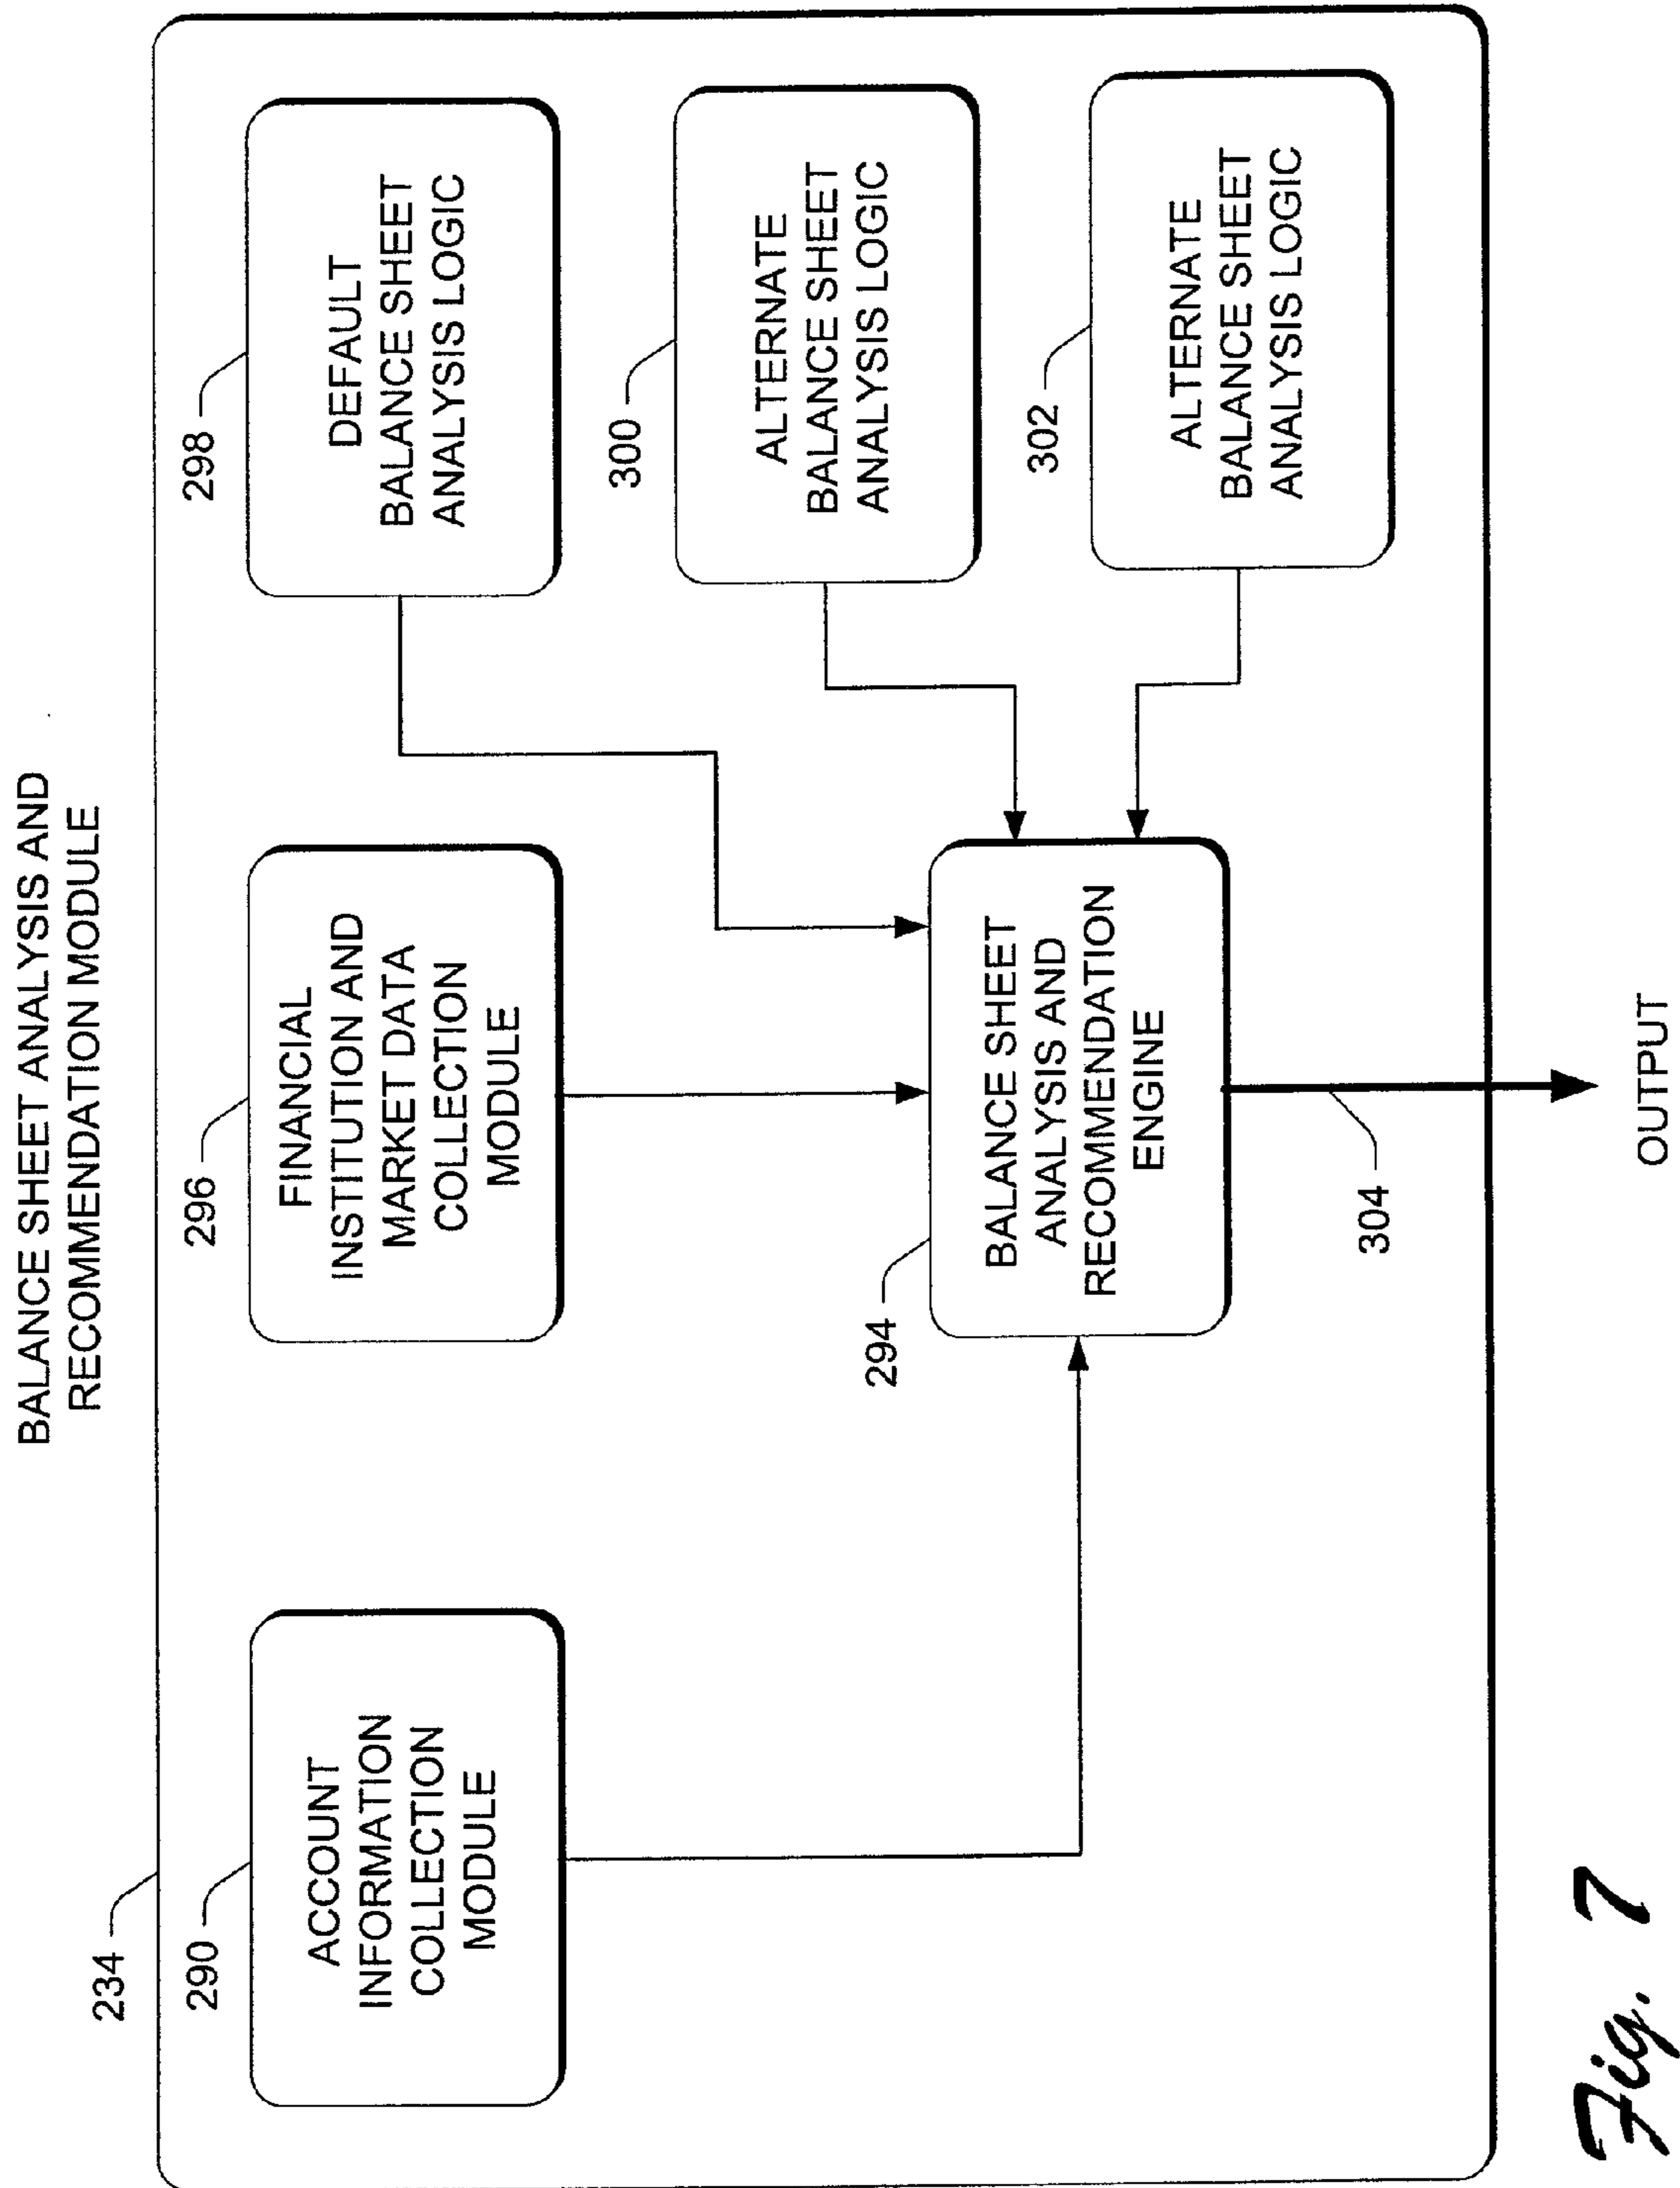 BALANCE SHEET ANALYSIS AND
RECOMMENDATION MODULE
234
290
ACCOUNT
INFORMATION
COLLECTION
MODULE
296
FINANCIAL
INSTITUTION AND
MARKET DATA
COLLECTION
MODULE
298
DEFAULT
BALANCE SHEET
ANALYSIS LOGIC
300
ALTERNATE
BALANCE SHEET
ANALYSIS LOGIC
302
ALTERNATE
BALANCE SHEET
ANALYSIS LOGIC
294
BALANCE SHEET
ANALYSIS AND
RECOMMENDATION
ENGINE
304
OUTPUT
Fig. 7